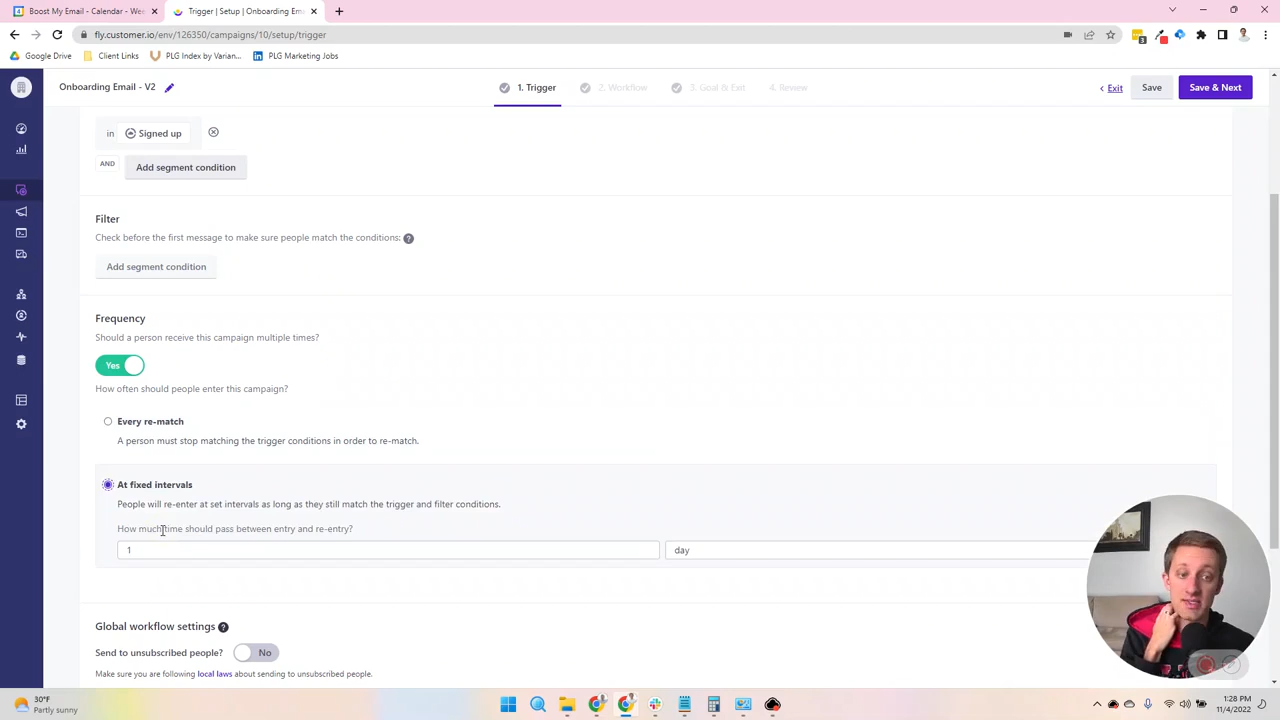 Boost My Email - Calendar - We
Trigger | Setup | Onboarding Em
fly.customer.io/env/126350/campaigns/10/setup/trigger
3
Google Drive
Client Links
PLG Index by Varian...
PLG Marketing Jobs
Onboarding Email - V2
1. Trigger
2. Workflow
3. Goal & Exit
4. Review
Exit
Save
Save & Next
in
Signed up
AND
Add segment condition
Filter
Check before the first message to make sure people match the conditions:
Add segment condition
Frequency
Should a person receive this campaign multiple times?
Yes
How often should people enter this campaign?
Every re-match
A person must stop matching the trigger conditions in order to re-match.
At fixed intervals
People will re-enter at set intervals as long as they still match the trigger and filter conditions.
How much time should pass between entry and re-entry?
1
day
Global workflow settings
Send to unsubscribed people?
No
Make sure you are following local laws about sending to unsubscribed people.
30°F
Partly sunny
1:28 PM
11/4/2022